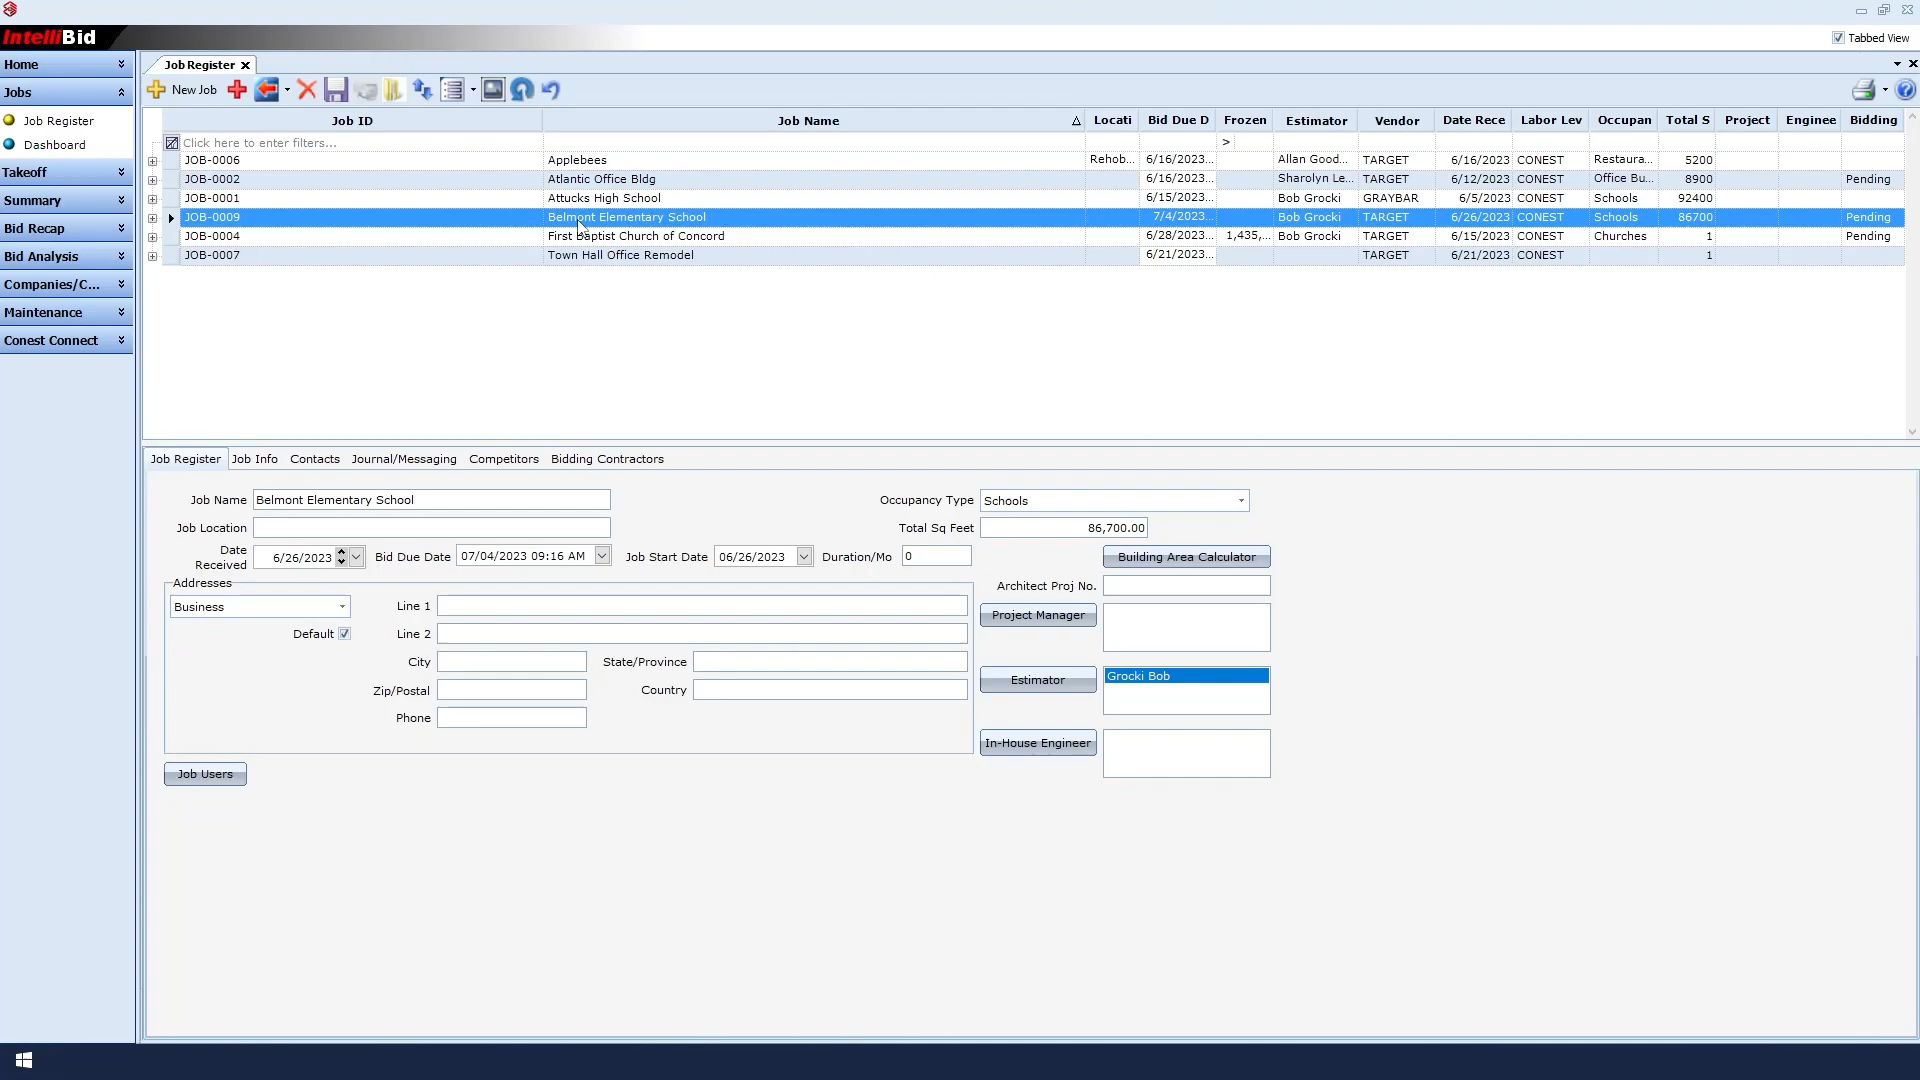 IntelliBid
Tabbed View
Home
Jobs
Job Register
Dashboard
Takeoff
Summary
Bid Recap
Bid Analysis
Companies/C...
Maintenance
Conest Connect
Job Register
New Job
Job ID Job Name Locati Bid Due D Frozen Estimator Vendor Date Rece Labor Lev Occupan Total S Project Enginee Bidding
Click here to enter filters... >
JOB-0006 Applebees Rehob... 6/16/2023... Allan Good... TARGET 6/16/2023 CONEST Restaura... 5200
JOB-0002 Atlantic Office Bldg 6/16/2023... Sharolyn Le... TARGET 6/12/2023 CONEST Office Bu... 8900 Pending
JOB-0001 Attucks High School 6/15/2023... Bob Grocki GRAYBAR 6/5/2023 CONEST Schools 92400
JOB-0009 Belmont Elementary School 7/4/2023... Bob Grocki TARGET 6/26/2023 CONEST Schools 86700 Pending
JOB-0004 First Baptist Church of Concord 6/28/2023... 1,435,... Bob Grocki TARGET 6/15/2023 CONEST Churches 1 Pending
JOB-0007 Town Hall Office Remodel 6/21/2023... TARGET 6/21/2023 CONEST 1
Job Register Job Info Contacts Journal/Messaging Competitors Bidding Contractors
Job Name Belmont Elementary School Occupancy Type Schools
Job Location Total Sq Feet 86,700.00
Date Received 6/26/2023 Bid Due Date 07/04/2023 09:16 AM Job Start Date 06/26/2023 Duration/Mo 0 Building Area Calculator
Addresses
Architect Proj No.
Business Line 1
Project Manager
Default Line 2
City State/Province
Estimator Grocki Bob
Zip/Postal Country
Phone
In-House Engineer
Job Users